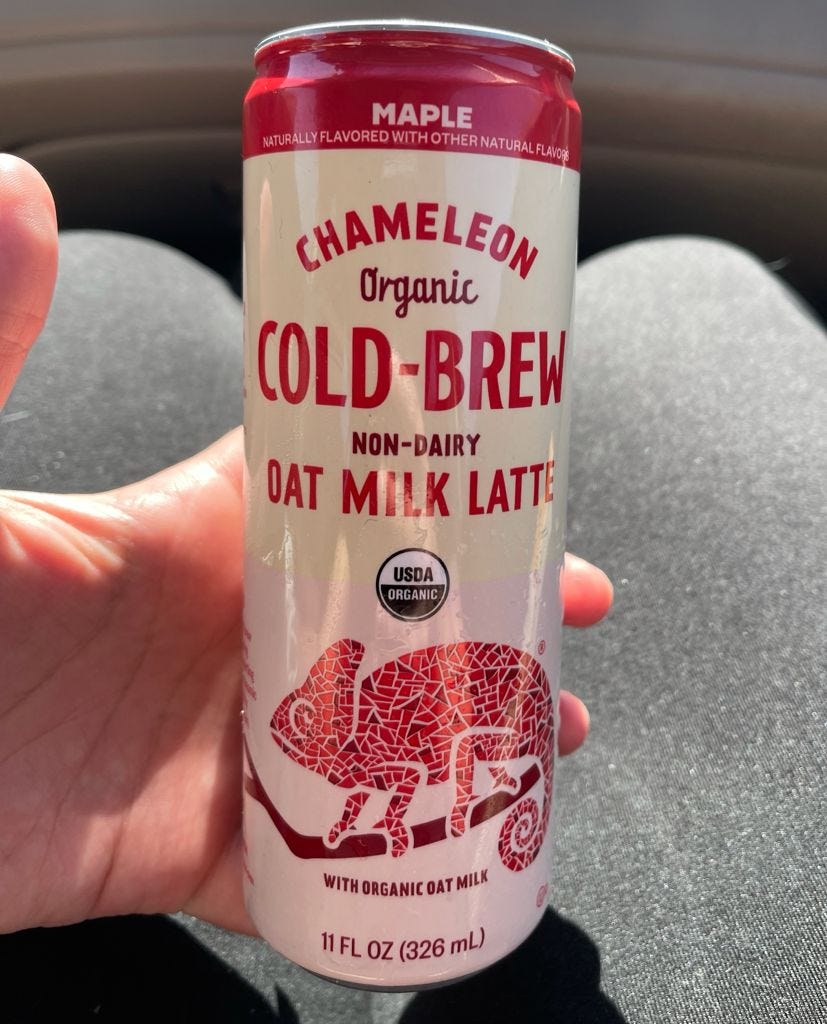 MAPLE
NATURALLY FLAVORED WITH OTHER NATURAL FLAVORS
CHAMELEON
Organic
COLD-BREW
NON-DAIRY
OAT MILK LATTE
USDA
ORGANIC
®
WITH ORGANIC OAT MILK
11 FL OZ (326 mL)